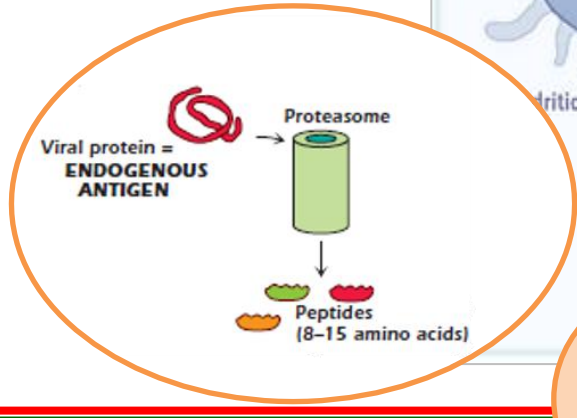 Proteasome
Viral protein =
ENDOGENOUS
ANTIGEN
Peptides
(8–15 amino acids)